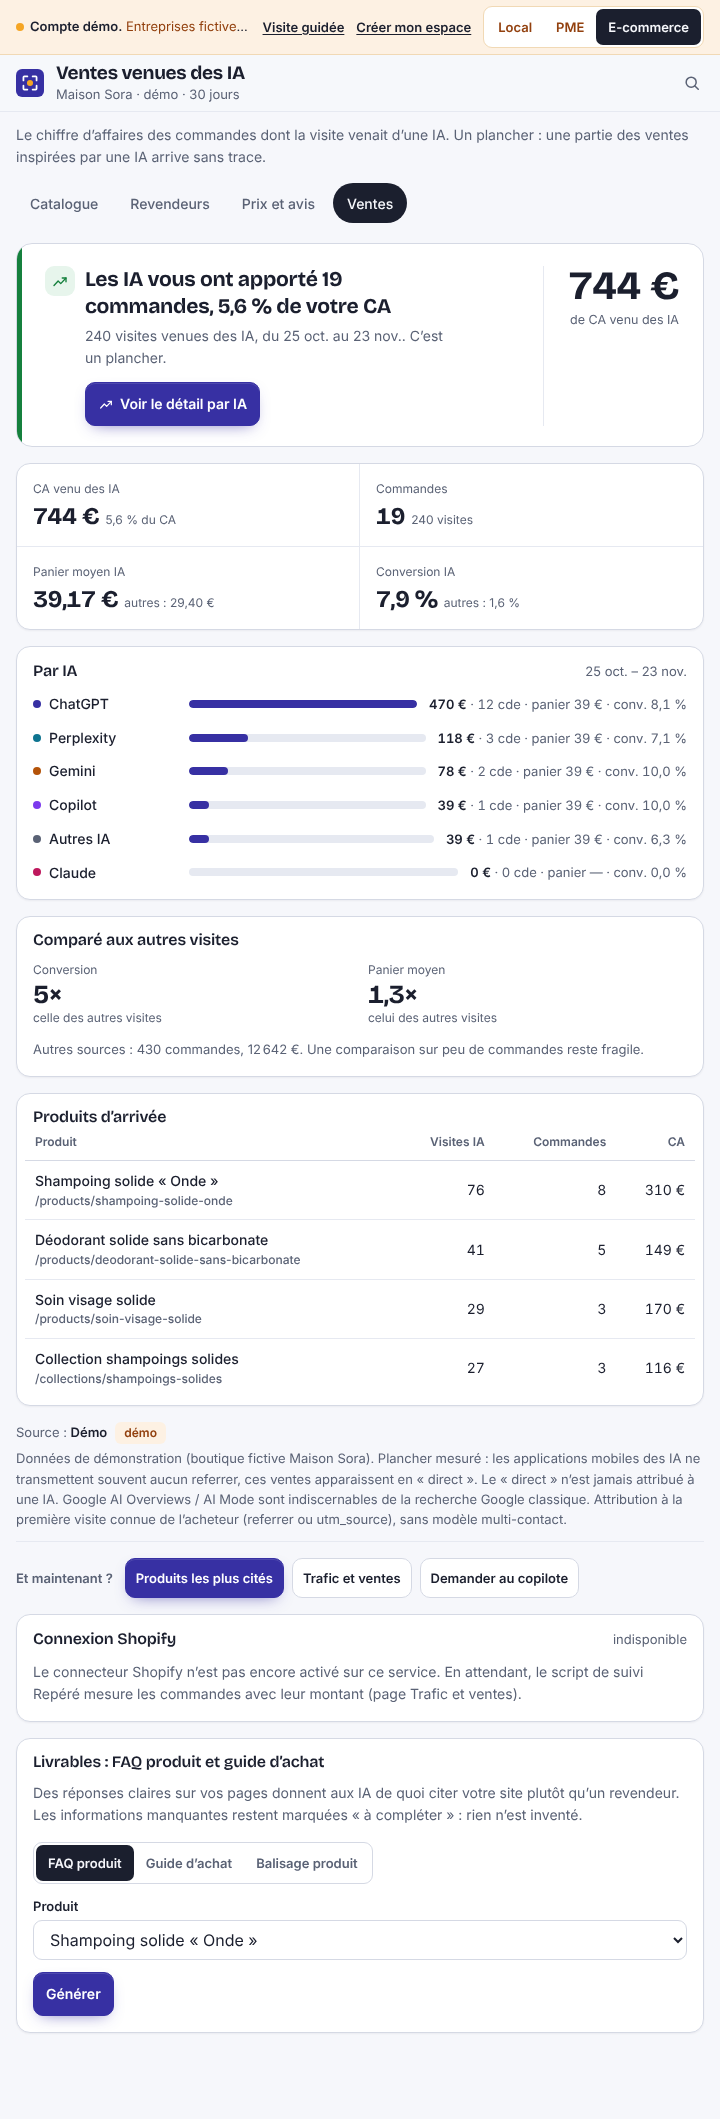 Compte démo. Entreprises fictive… Visite guidée Créer mon espace Local PME E-commerce
Ventes venues des IA
Maison Sora · démo · 30 jours
Le chiffre d’affaires des commandes dont la visite venait d’une IA. Un plancher : une partie des ventes
inspirées par une IA arrive sans trace.
Catalogue Revendeurs Prix et avis Ventes
Les IA vous ont apporté 19
commandes, 5,6 % de votre CA
240 visites venues des IA, du 25 oct. au 23 nov.. C’est
un plancher.
Voir le détail par IA
744 €
de CA venu des IA
CA venu des IA
744 € 5,6 % du CA
Commandes
19 240 visites
Panier moyen IA
39,17 € autres : 29,40 €
Conversion IA
7,9 % autres : 1,6 %
Par IA 25 oct. – 23 nov.
ChatGPT 470 € · 12 cde · panier 39 € · conv. 8,1 %
Perplexity 118 € · 3 cde · panier 39 € · conv. 7,1 %
Gemini 78 € · 2 cde · panier 39 € · conv. 10,0 %
Copilot 39 € · 1 cde · panier 39 € · conv. 10,0 %
Autres IA 39 € · 1 cde · panier 39 € · conv. 6,3 %
Claude 0 € · 0 cde · panier — · conv. 0,0 %
Comparé aux autres visites
Conversion
5×
celle des autres visites
Panier moyen
1,3×
celui des autres visites
Autres sources : 430 commandes, 12 642 €. Une comparaison sur peu de commandes reste fragile.
Produits d’arrivée
Produit Visites IA Commandes CA
Shampoing solide « Onde » 76 8 310 €
/products/shampoing-solide-onde
Déodorant solide sans bicarbonate 41 5 149 €
/products/deodorant-solide-sans-bicarbonate
Soin visage solide 29 3 170 €
/products/soin-visage-solide
Collection shampoings solides 27 3 116 €
/collections/shampoings-solides
Source : Démo démo
Données de démonstration (boutique fictive Maison Sora). Plancher mesuré : les applications mobiles des IA ne
transmettent souvent aucun referrer, ces ventes apparaissent en « direct ». Le « direct » n’est jamais attribué à
une IA. Google AI Overviews / AI Mode sont indiscernables de la recherche Google classique. Attribution à la
première visite connue de l’acheteur (referrer ou utm_source), sans modèle multi-contact.
Et maintenant ? Produits les plus cités Trafic et ventes Demander au copilote
Connexion Shopify indisponible
Le connecteur Shopify n’est pas encore activé sur ce service. En attendant, le script de suivi
Repéré mesure les commandes avec leur montant (page Trafic et ventes).
Livrables : FAQ produit et guide d’achat
Des réponses claires sur vos pages donnent aux IA de quoi citer votre site plutôt qu’un revendeur.
Les informations manquantes restent marquées « à compléter » : rien n’est inventé.
FAQ produit Guide d’achat Balisage produit
Produit
Shampoing solide « Onde »
Générer